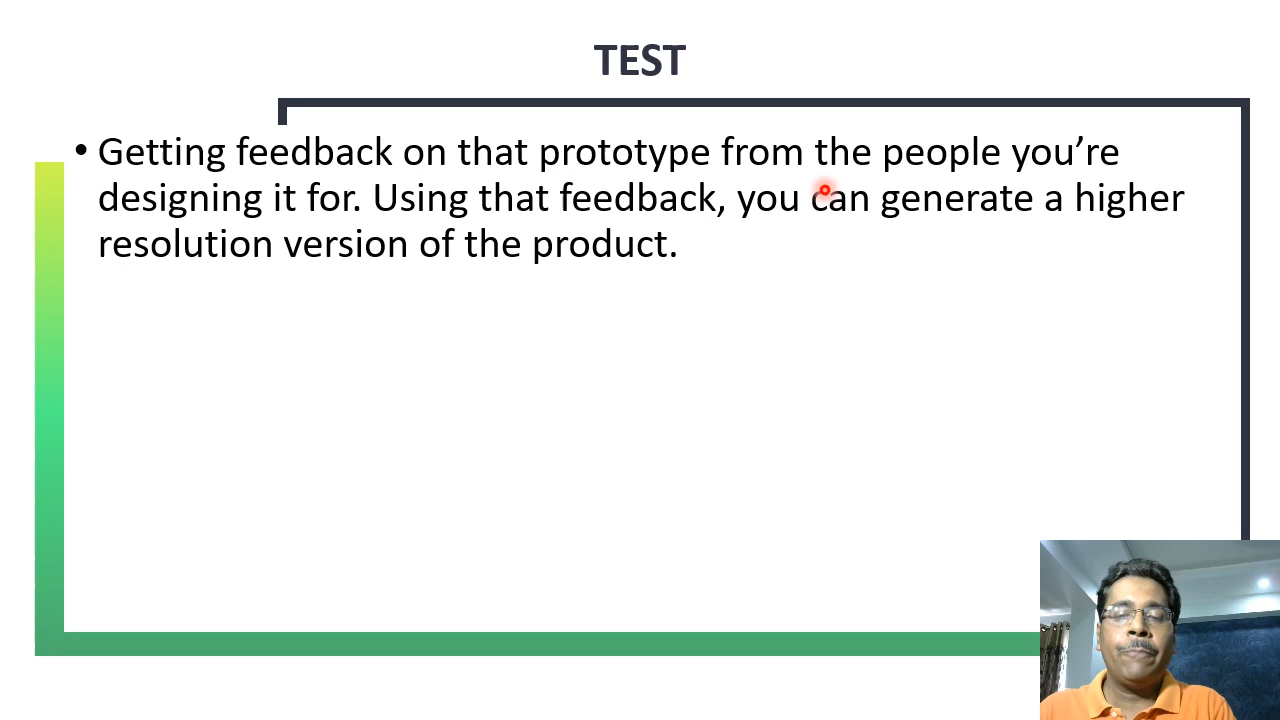 TEST
• Getting feedback on that prototype from the people you’re
designing it for. Using that feedback, you can generate a higher
resolution version of the product.